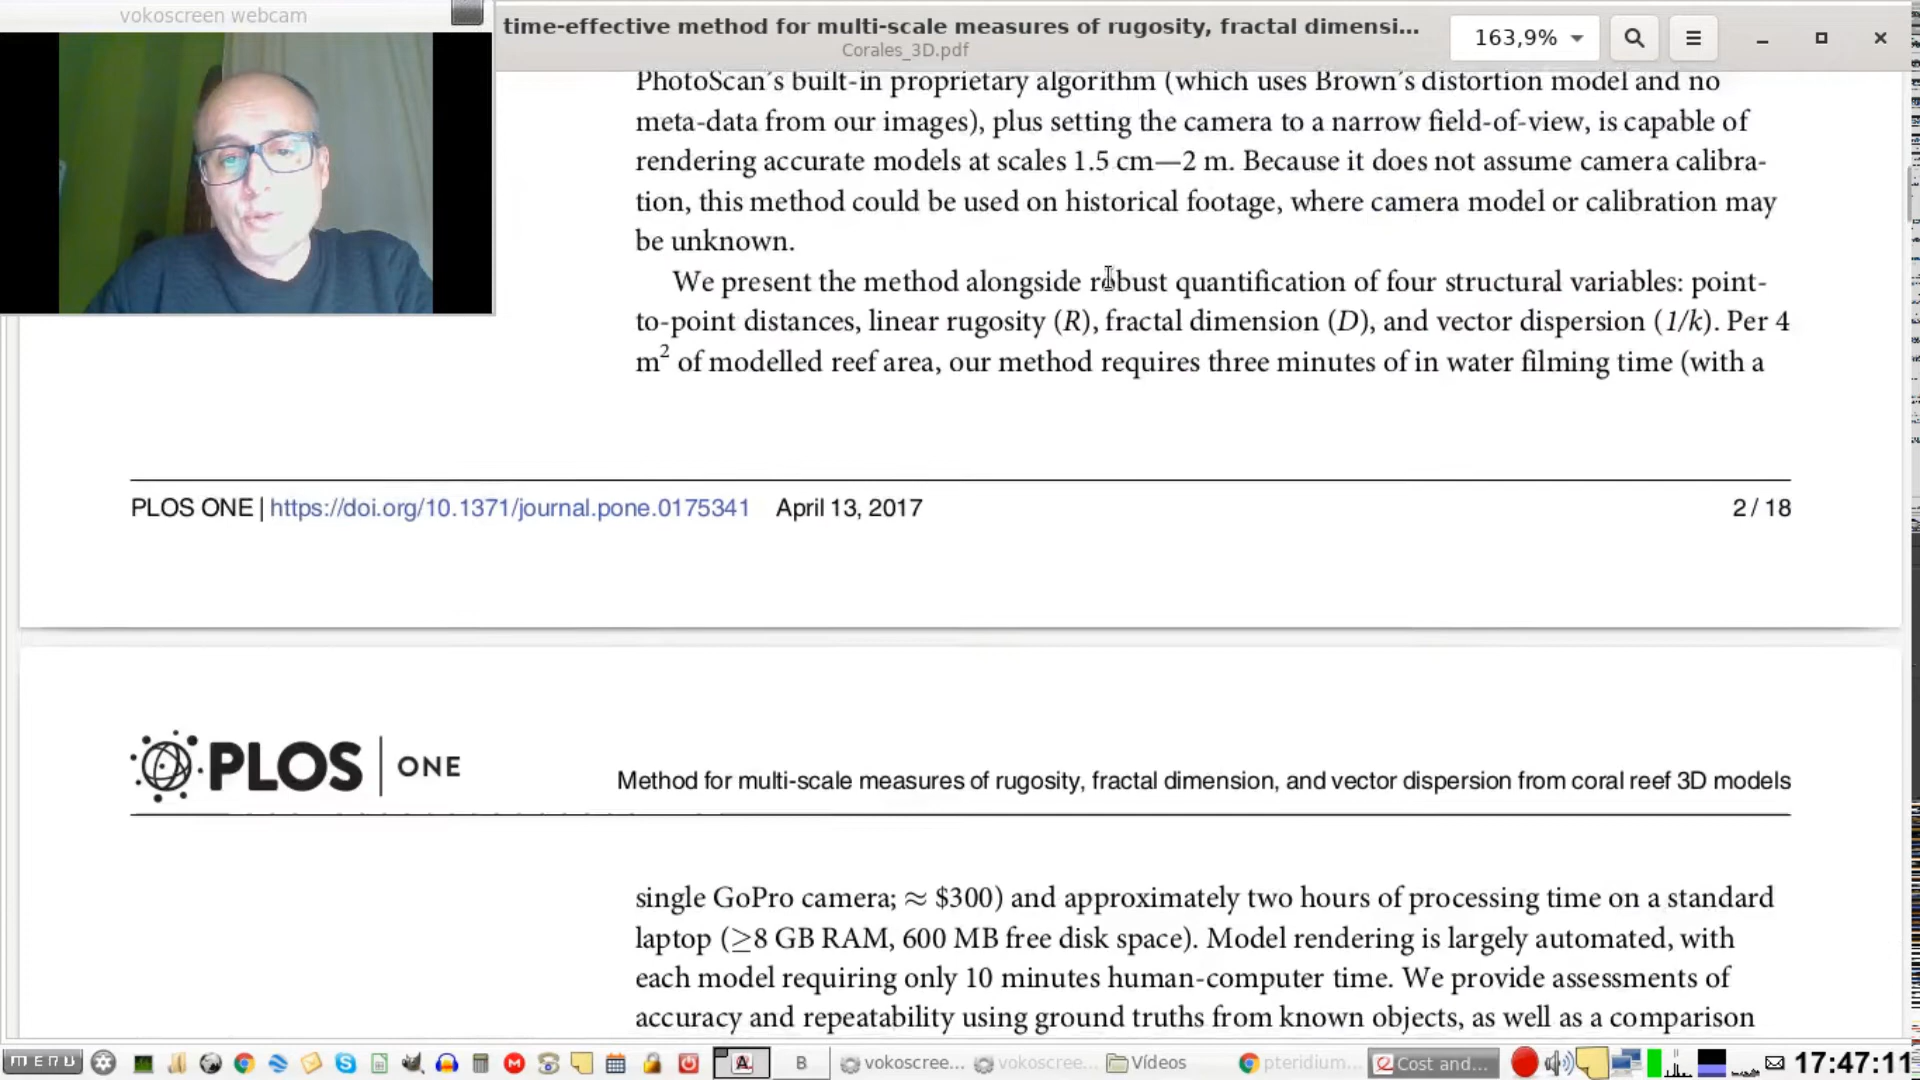 vokoscreen webcam
time-effective method for multi-scale measures of rugosity, fractal dimensi...
Corales_3D.pdf
163,9%
PhotoScan's built-in proprietary algorithm (which uses Brown's distortion model and no
meta-data from our images), plus setting the camera to a narrow field-of-view, is capable of
rendering accurate models at scales 1.5 cm—2 m. Because it does not assume camera calibra-
tion, this method could be used on historical footage, where camera model or calibration may
be unknown.
We present the method alongside robust quantification of four structural variables: point-
to-point distances, linear rugosity (R), fractal dimension (D), and vector dispersion (1/k). Per 4
m2 of modelled reef area, our method requires three minutes of in water filming time (with a
PLOS ONE | https://doi.org/10.1371/journal.pone.0175341 April 13, 2017 2 / 18
PLOS | ONE
Method for multi-scale measures of rugosity, fractal dimension, and vector dispersion from coral reef 3D models
single GoPro camera; ≈ $300) and approximately two hours of processing time on a standard
laptop (≥8 GB RAM, 600 MB free disk space). Model rendering is largely automated, with
each model requiring only 10 minutes human-computer time. We provide assessments of
accuracy and repeatability using ground truths from known objects, as well as a comparison
MENU A B vokoscree... vokoscree... Vídeos pteridium... Cost and... 17:47:11